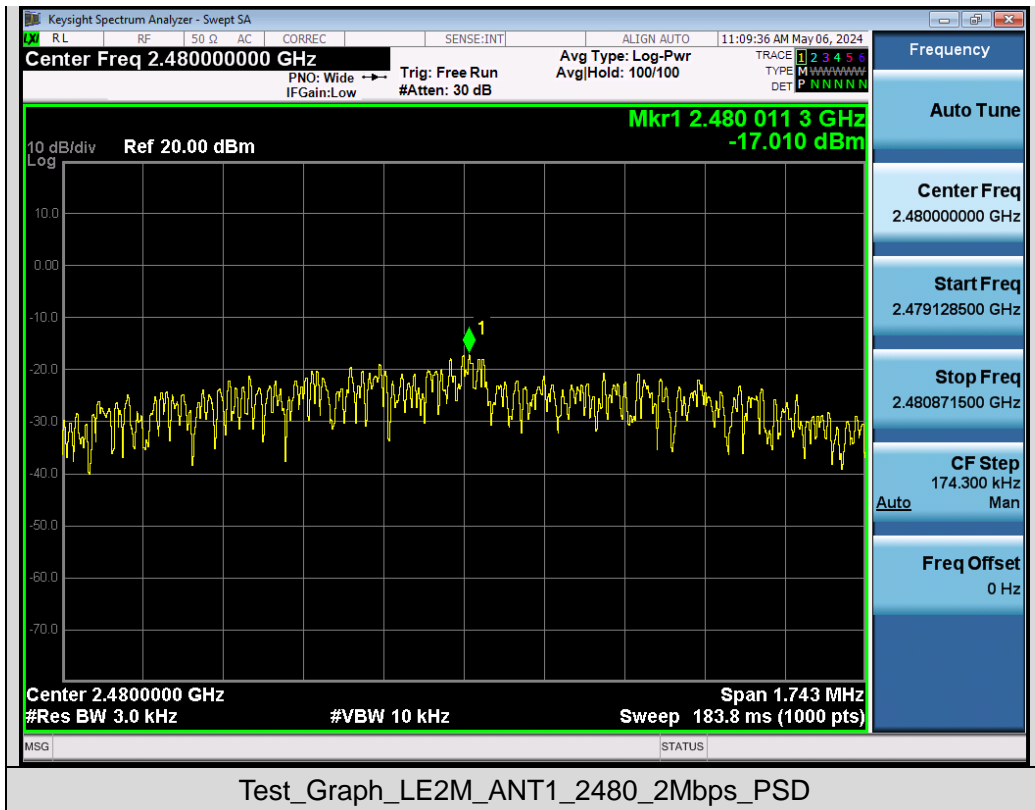 Keysight Spectrum Analyzer - Swept SA
LXI RL RF 50 Ω AC CORREC SENSE:INT ALIGN AUTO 11:09:36 AM May 06, 2024
Center Freq 2.480000000 GHz
PNO: Wide
IFGain:Low
Trig: Free Run
#Atten: 30 dB
Avg Type: Log-Pwr
Avg|Hold: 100/100
TRACE 1 2 3 4 5 6
TYPE M WWWWW
DET P N N N N N
Mkr1 2.480 011 3 GHz
-17.010 dBm
10 dB/div Ref 20.00 dBm
Log
10.0
0.00
-10.0
1
-20.0
-30.0
-40.0
-50.0
-60.0
-70.0
Center 2.4800000 GHz Span 1.743 MHz
#Res BW 3.0 kHz #VBW 10 kHz Sweep 183.8 ms (1000 pts)
MSG STATUS
Frequency
Auto Tune
Center Freq
2.480000000 GHz
Start Freq
2.479128500 GHz
Stop Freq
2.480871500 GHz
CF Step
174.300 kHz
Auto Man
Freq Offset
0 Hz
Test_Graph_LE2M_ANT1_2480_2Mbps_PSD